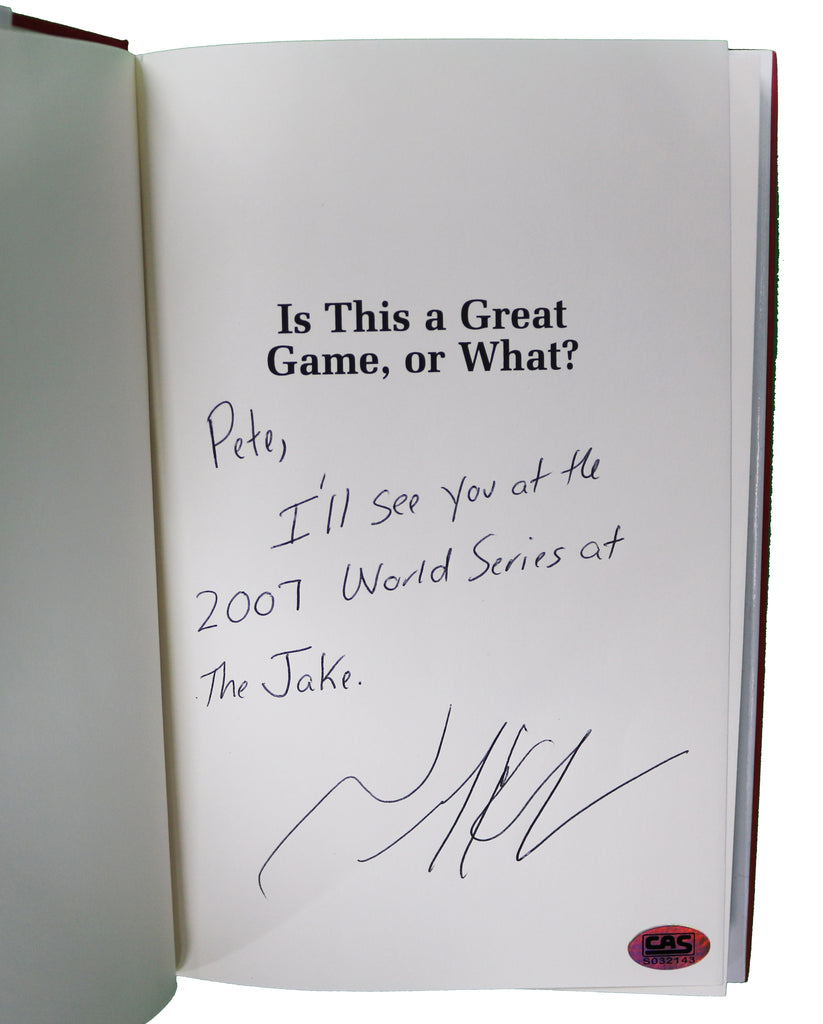 Is This a Great
Game, or What?
Pete,
I'll see you at the
2007 World Series at
The Jake.
CAS
S032143